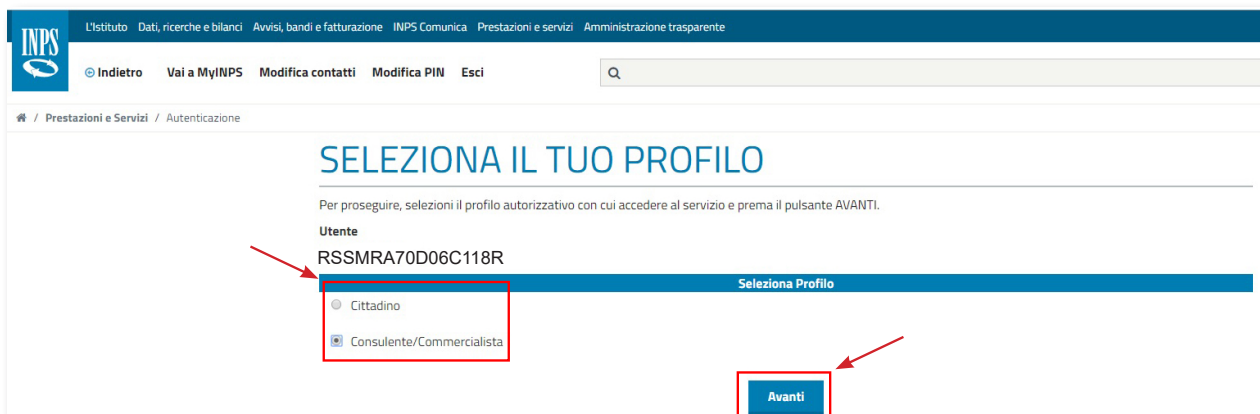 INPS
L'Istituto Dati, ricerche e bilanci Avvisi, bandi e fatturazione INPS Comunica Prestazioni e servizi Amministrazione trasparente
Indietro Vai a MyINPS Modifica contatti Modifica PIN Esci
/ Prestazioni e Servizi / Autenticazione
SELEZIONA IL TUO PROFILO
Per proseguire, selezioni il profilo autorizzativo con cui accedere al servizio e prema il pulsante AVANTI.
Utente
RSSMRA70D06C118R
Seleziona Profilo
Cittadino
Consulente/Commercialista
Avanti